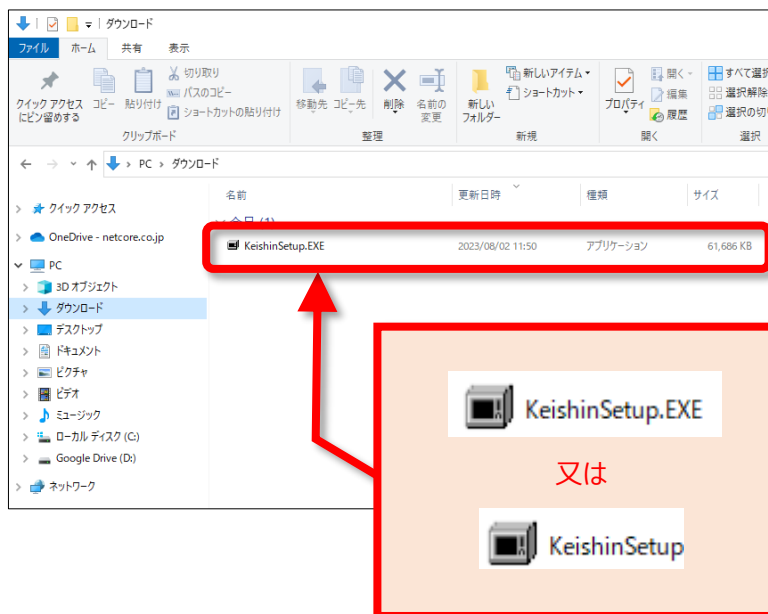 ダウンロード
ファイル ホーム 共有 表示
クイック アクセスにピン留めする
コピー
貼り付け
切り取り
パスのコピー
ショートカットの貼り付け
クリップボード
移動先
コピー先
削除
名前の変更
整理
新しいフォルダー
新しいアイテム
ショートカット
新規
プロパティ
開く
編集
履歴
開く
すべて選択
選択解除
選択の切り
選択
PC › ダウンロード
名前 更新日時 種類 サイズ
クイック アクセス
今日 (1)
OneDrive - netcore.co.jp
KeishinSetup.EXE 2023/08/02 11:50 アプリケーション 61,686 KB
PC
3D オブジェクト
ダウンロード
デスクトップ
ドキュメント
ピクチャ
ビデオ
ミュージック
ローカル ディスク (C:)
Google Drive (D:)
ネットワーク
KeishinSetup.EXE
又は
KeishinSetup